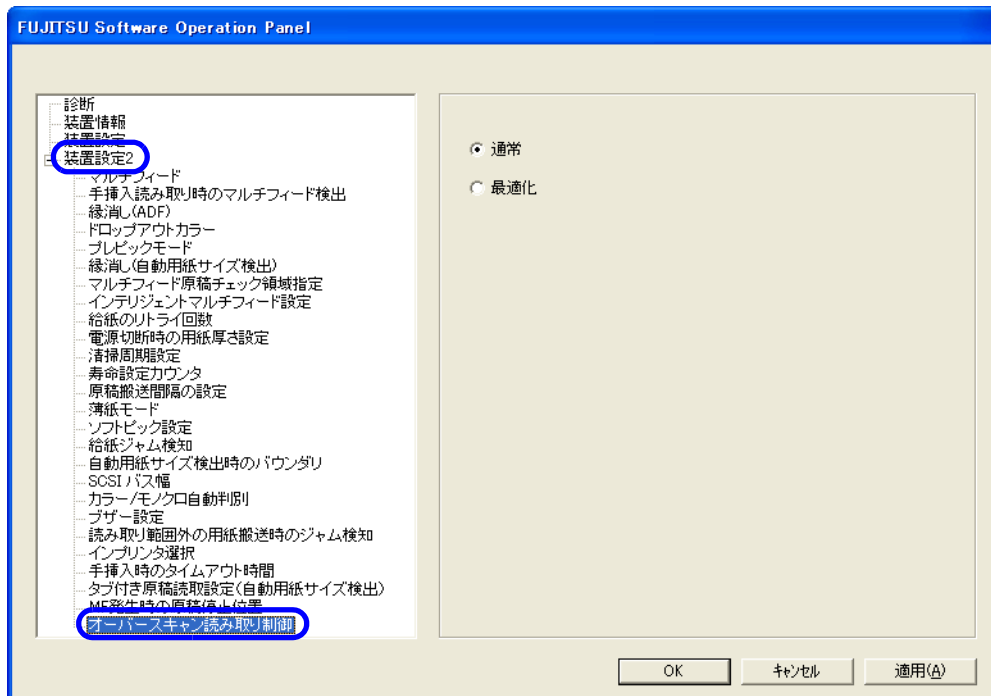 FUJITSU Software Operation Panel
診断
装置情報
装置設定
装置設定2
マルチフィード
手挿入読み取り時のマルチフィード検出
縁消し(ADF)
ドロップアウトカラー
プレピックモード
縁消し(自動用紙サイズ検出)
マルチフィード原稿チェック領域指定
インテリジェントマルチフィード設定
給紙のリトライ回数
電源切断時の用紙厚さ設定
清掃周期設定
寿命設定カウンタ
原稿搬送間隔の設定
薄紙モード
ソフトピック設定
給紙ジャム検知
自動用紙サイズ検出時のバウンダリ
SCSI バス幅
カラー/モノクロ自動判別
ブザー設定
読み取り範囲外の用紙搬送時のジャム検知
インプリンタ選択
手挿入時のタイムアウト時間
タブ付き原稿読取設定(自動用紙サイズ検出)
MF発生時の原稿停止位置
オーバースキャン読み取り制御
通常
最適化
OK
キャンセル
適用(A)